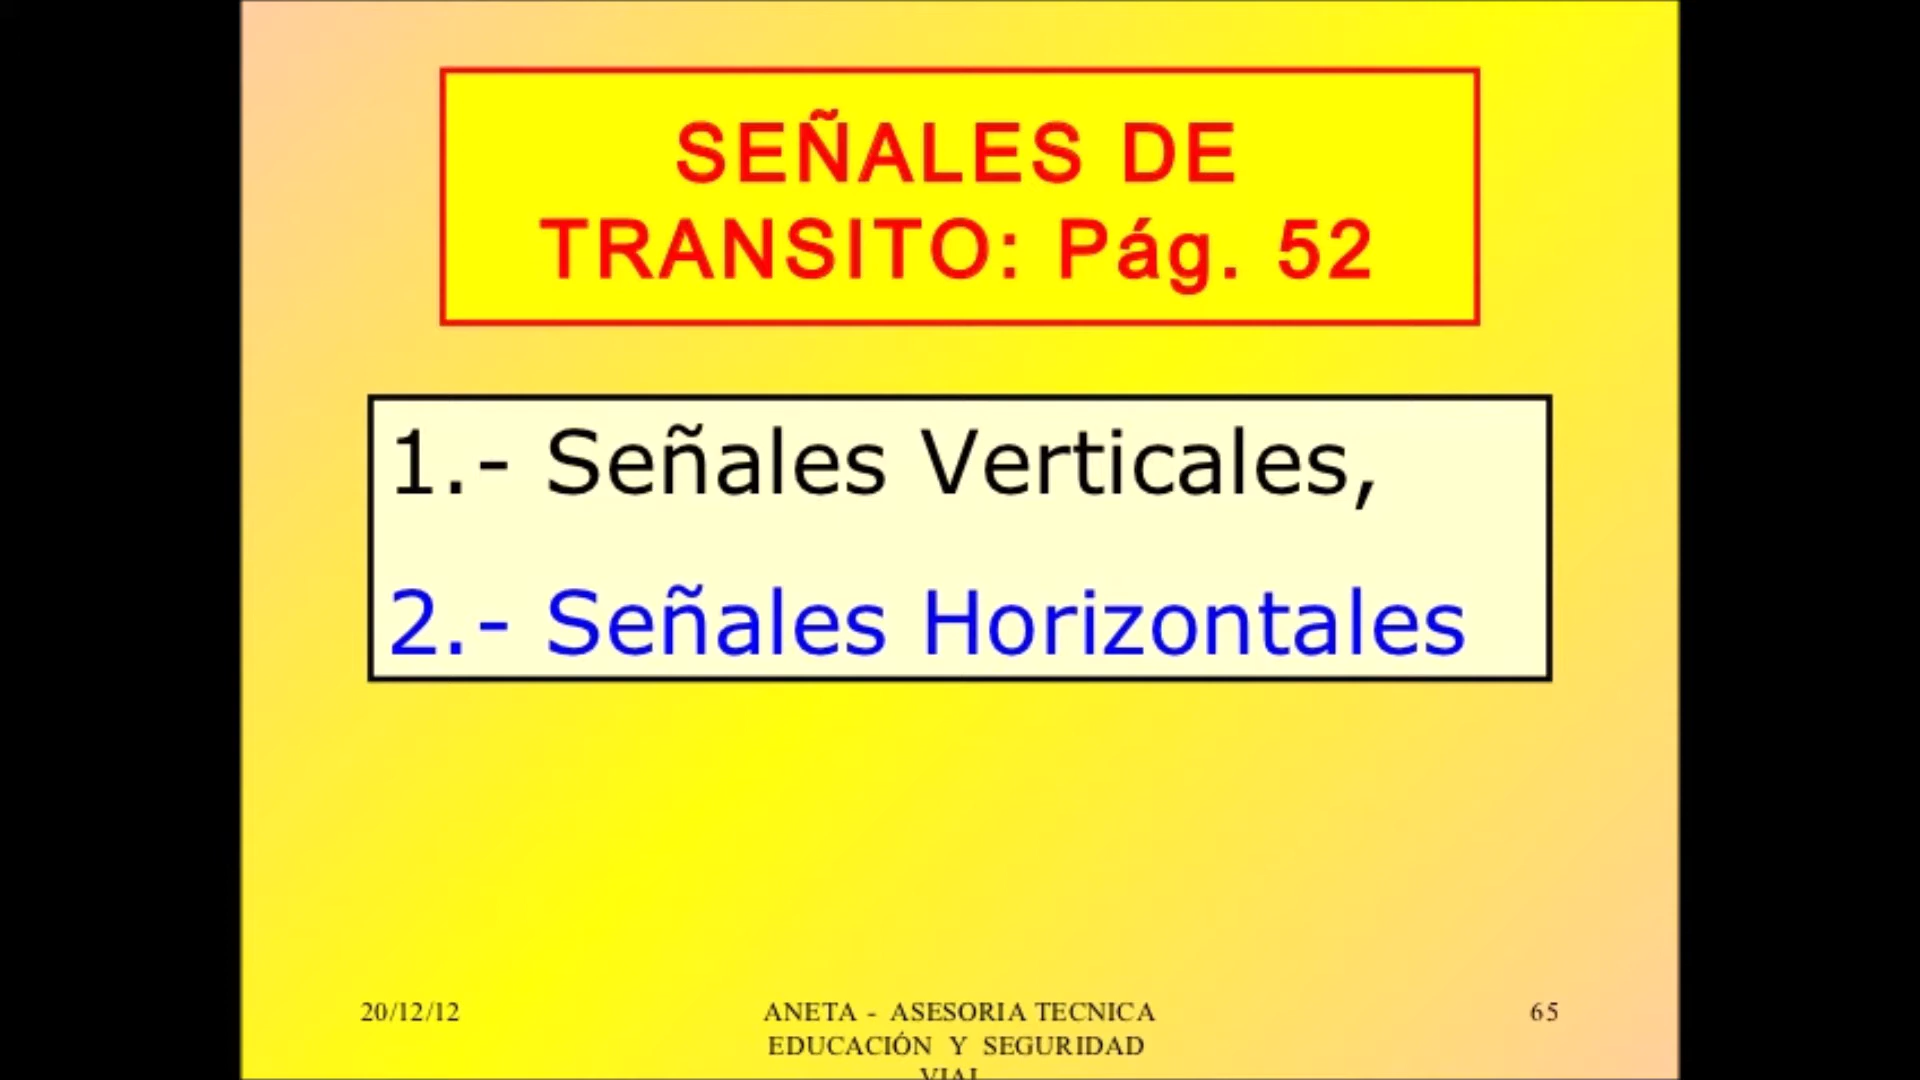 SEÑALES DE
TRANSITO: Pág. 52
1.- Señales Verticales,
2.- Señales Horizontales
20/12/12
ANETA - ASESORIA TECNICA
EDUCACIÓN Y SEGURIDAD
VIAL
65